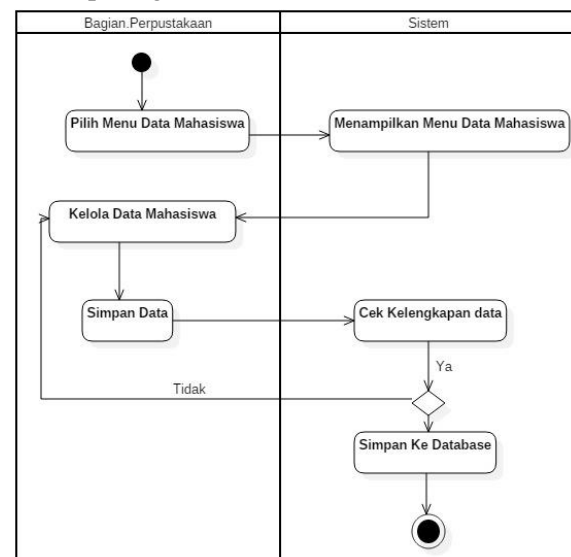 Bagian.Perpustakaan
Sistem
Pilih Menu Data Mahasiswa
Menampilkan Menu Data Mahasiswa
Kelola Data Mahasiswa
Simpan Data
Cek Kelengkapan data
Ya
Tidak
Simpan Ke Database